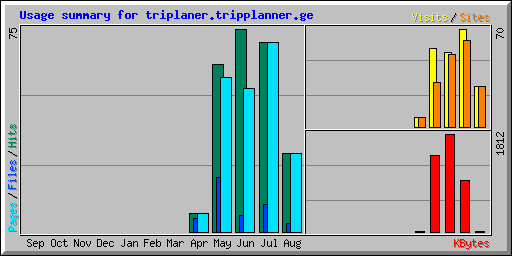 Usage summary for triplaner.tripplanner.ge
Visits/Sites
75
70
Pages/Files/Hits
1812
Sep Oct Nov Dec Jan Feb Mar Apr May Jun Jul Aug
KBytes